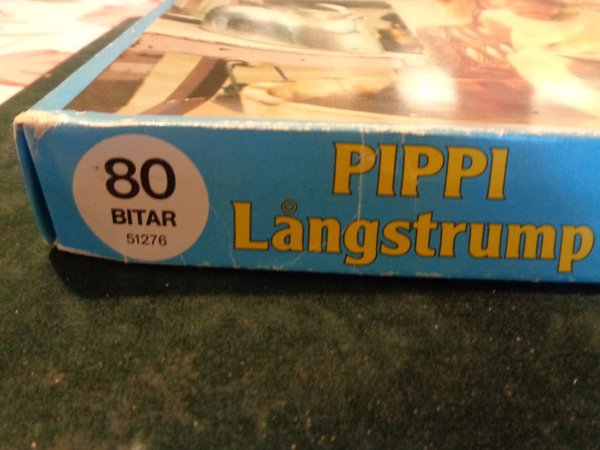 80
BITAR
51276
PIPPI
Långstrump